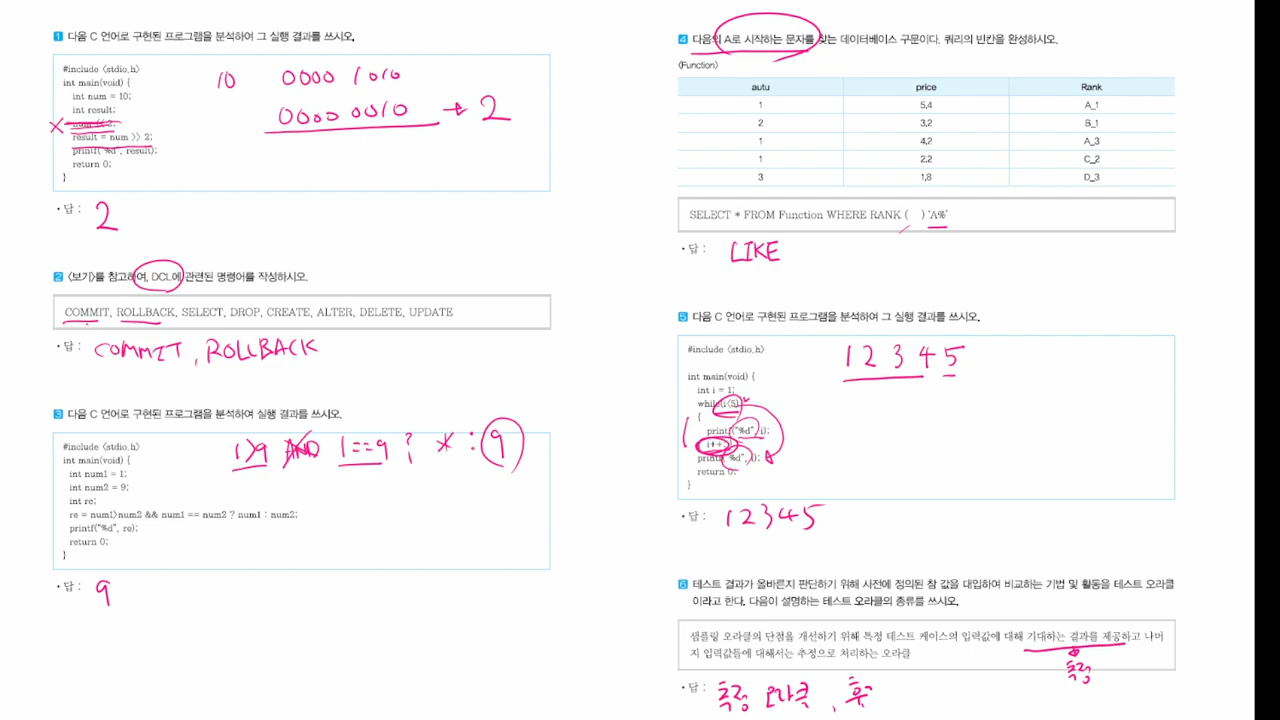 1 다음 C 언어로 구현된 프로그램을 분석하여 그 실행 결과를 쓰시오.
#include <stdio.h>
int main(void) {
int num = 10;
int result;
result = num >> 2;
printf("%d", result);
return 0;
}
10 0000 1010
0000 0010 → 2
• 답 : 2
2 <보기>를 참고하여, DCL에 관련된 명령어를 작성하시오.
COMMIT, ROLLBACK, SELECT, DROP, CREATE, ALTER, DELETE, UPDATE
• 답 : COMMIT, ROLLBACK
3 다음 C 언어로 구현된 프로그램을 분석하여 실행 결과를 쓰시오.
#include <stdio.h>
int main(void) {
int num1 = 1;
int num2 = 9;
int re;
re = num1>num2 && num1 == num2 ? num1 : num2;
printf("%d", re);
return 0;
}
1>9 AND 1==9 ? * : 9
• 답 : 9
4 다음의 A로 시작하는 문자를 찾는 데이터베이스 구문이다. 쿼리의 빈칸을 완성하시오.
<Function>
autu price Rank
1 5,4 A_1
2 3,2 B_1
1 4,2 A_3
1 2,2 C_2
3 1,8 D_3
SELECT * FROM Function WHERE RANK ( ) 'A%'
• 답 : LIKE
5 다음 C 언어로 구현된 프로그램을 분석하여 그 실행 결과를 쓰시오.
#include <stdio.h>
int main(void) {
int i = 1;
while(i<5)
{
printf("%d", i);
i++; }
printf("%d", i);
return 0;
}
1 2 3 4 5
• 답 : 12345
6 테스트 결과가 올바른지 판단하기 위해 사전에 정의된 참 값을 대입하여 비교하는 기법 및 활동을 테스트 오라클
이라고 한다. 다음이 설명하는 테스트 오라클의 종류를 쓰시오.
샘플링 오라클의 단점을 개선하기 위해 특정 테스트 케이스의 입력값에 대해 기대하는 결과를 제공하고 나머
지 입력값들에 대해서는 추정으로 처리하는 오라클
추정
• 답 : 추정 오라클,